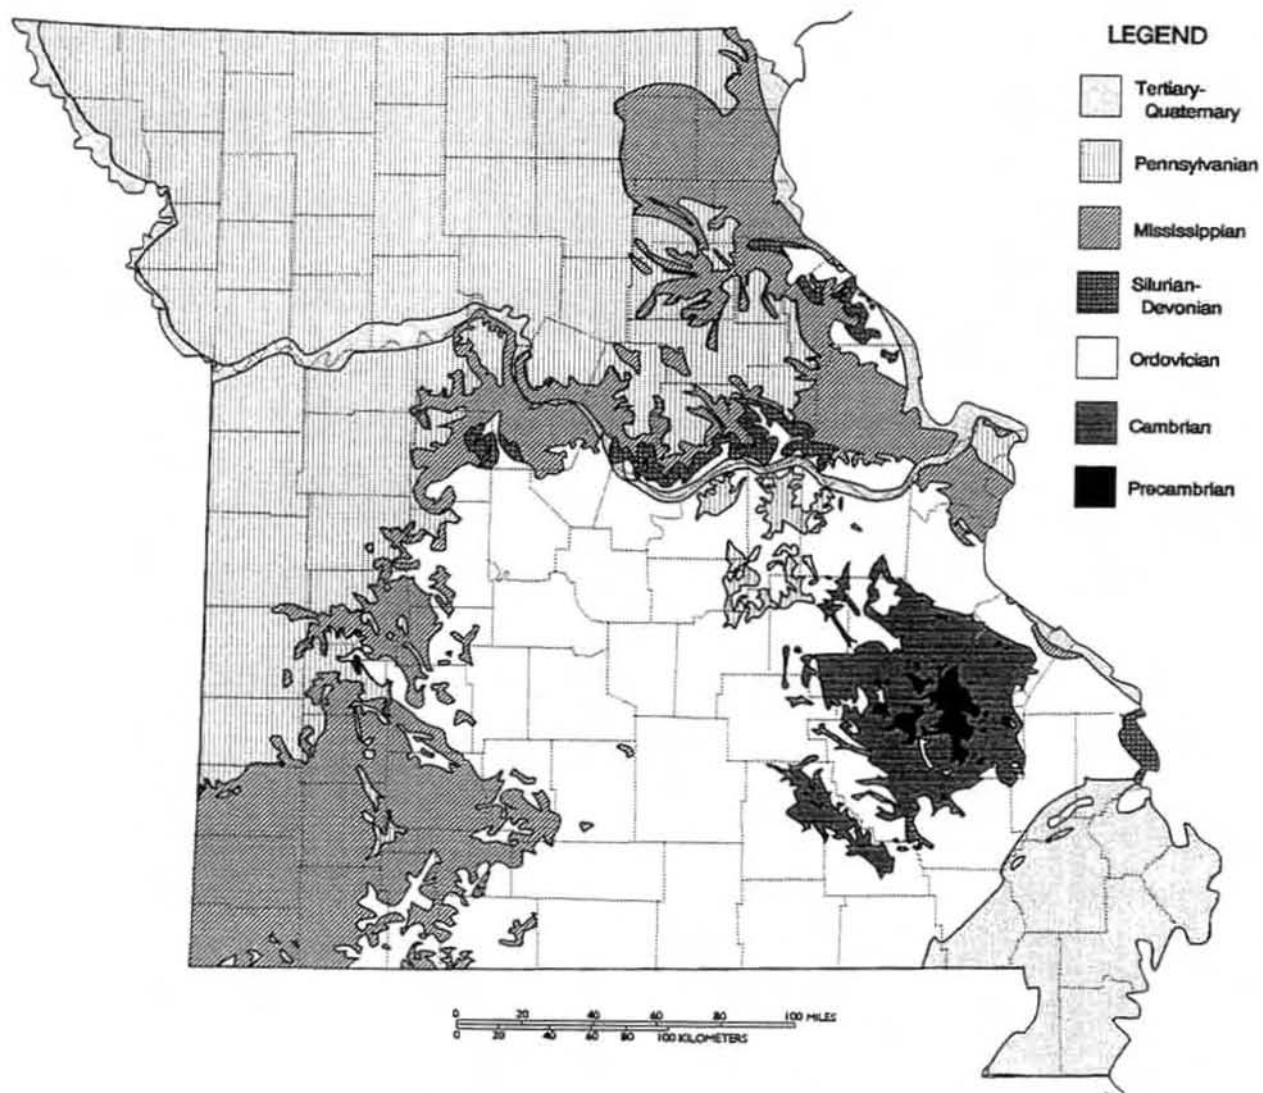 LEGEND
Tertiary-
Quaternary
Pennsylvanian
Mississippian
Silurian-
Devonian
Ordovician
Cambrian
Precambrian
0 20 40 60 80 100 MILES
0 20 40 60 80 100 KILOMETERS